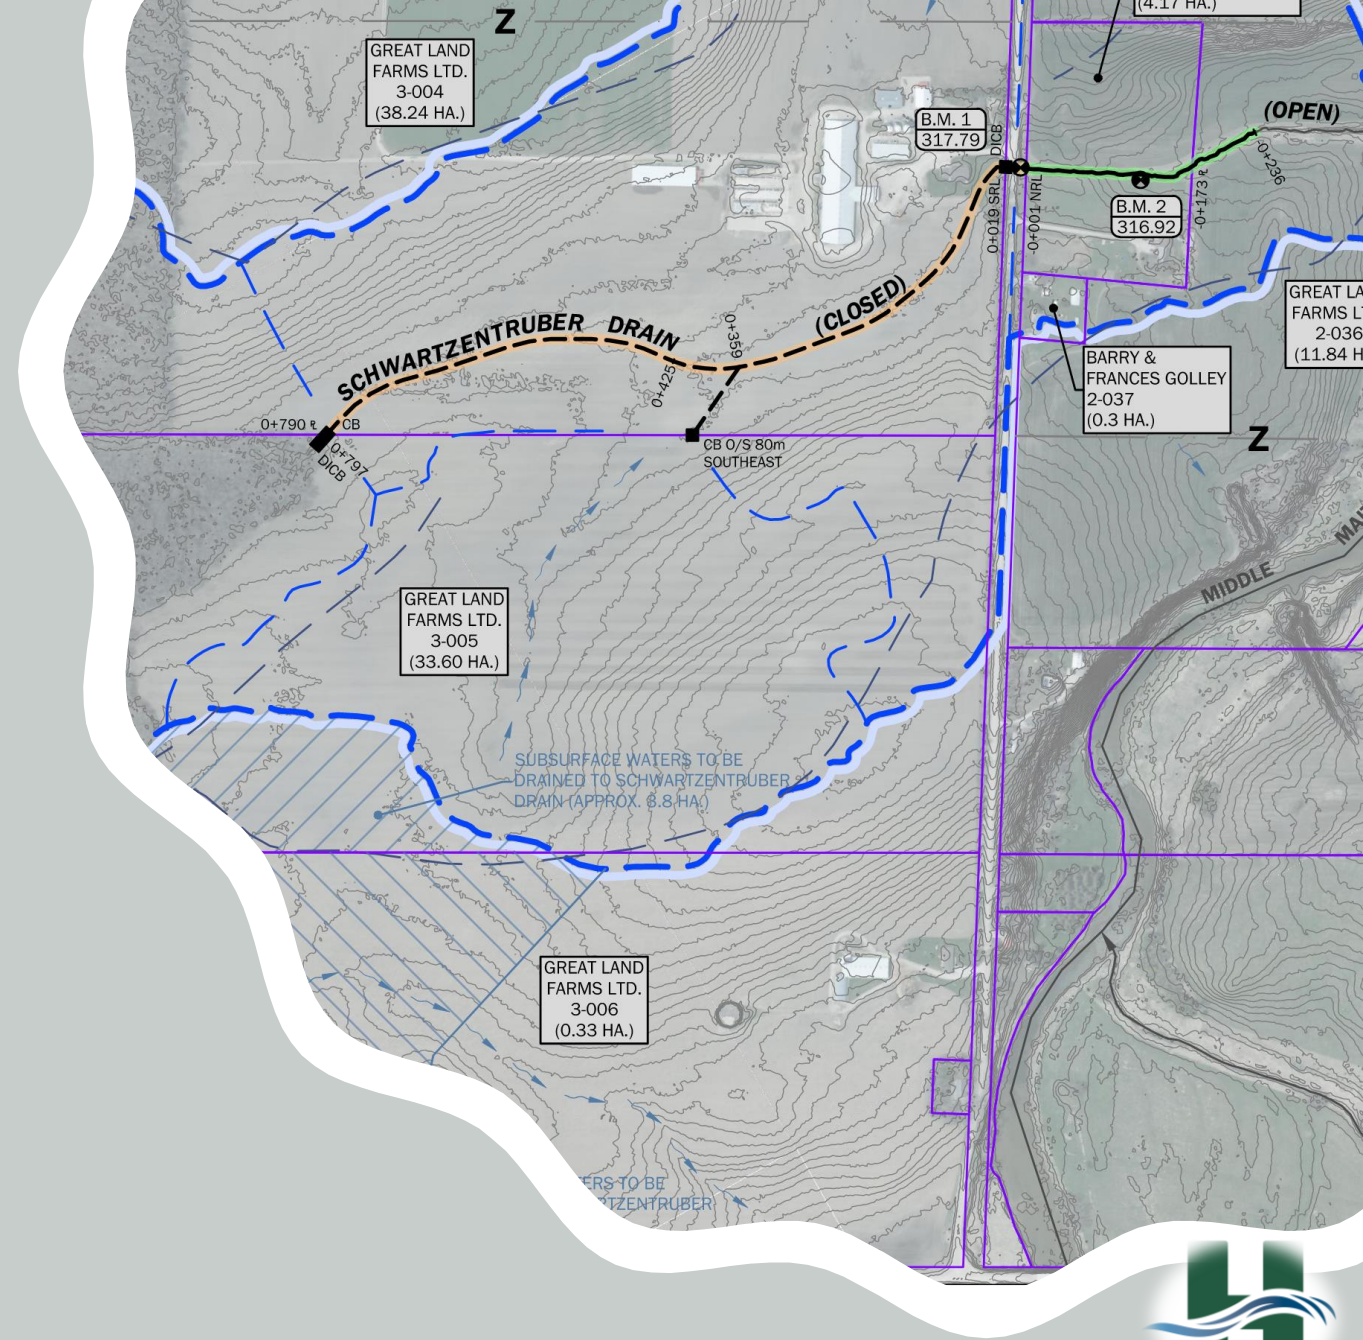 (4.17 HA.)
Z
GREAT LAND
FARMS LTD.
3-004
(38.24 HA.)
B.M. 1
317.79
DICB
(OPEN)
0+236
0+019 SRL
0+001 NRL
0+173 ⅊
B.M. 2
316.92
SCHWARTZENTRUBER DRAIN
(CLOSED)
0+359
0+425
GREAT LA
FARMS LT
2-036
(11.84 H
BARRY &
FRANCES GOLLEY
2-037
(0.3 HA.)
0+790 ⅊
CB
0+797
DICB
CB O/S 80m
SOUTHEAST
Z
MIDDLE
MAI
GREAT LAND
FARMS LTD.
3-005
(33.60 HA.)
SUBSURFACE WATERS TO BE
DRAINED TO SCHWARTZENTRUBER
DRAIN (APPROX. 3.8 HA.)
GREAT LAND
FARMS LTD.
3-006
(0.33 HA.)
ERS TO BE
TZENTRUBER